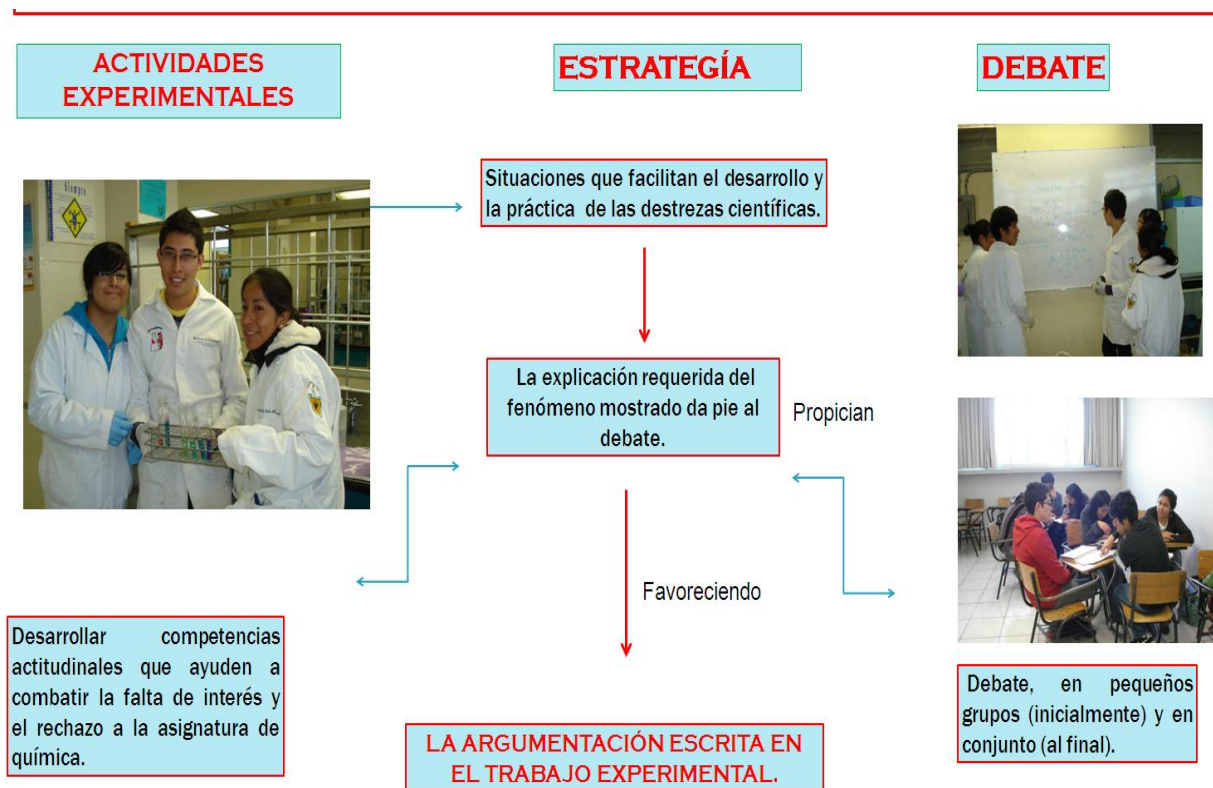 ACTIVIDADES
EXPERIMENTALES
ESTRATEGÍA
DEBATE
Siempre
Situaciones que facilitan el desarrollo y
la práctica de las destrezas científicas.
La explicación requerida del
fenómeno mostrado da pie al
debate.
Propician
Favoreciendo
Desarrollar competencias
actitudinales que ayuden a
combatir la falta de interés y
el rechazo a la asignatura de
química.
Debate, en pequeños
grupos (inicialmente) y en
conjunto (al final).
LA ARGUMENTACIÓN ESCRITA EN
EL TRABAJO EXPERIMENTAL.